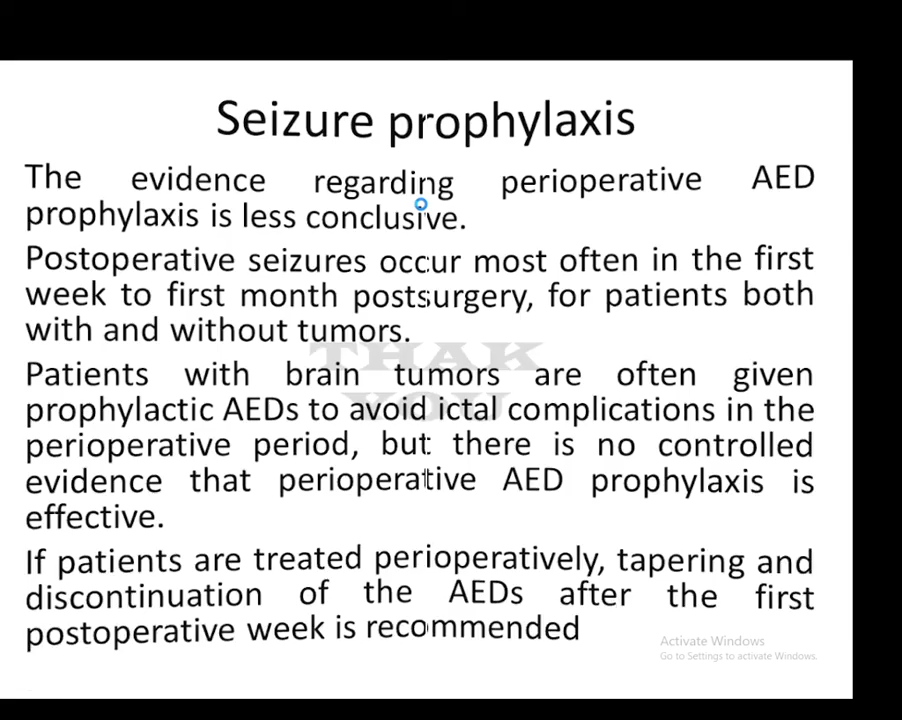 Seizure prophylaxis
The evidence regarding perioperative AED
prophylaxis is less conclusive.
Postoperative seizures occur most often in the first
week to first month postsurgery, for patients both
with and without tumors.
THAK
Patients with brain tumors are often given
YOU
prophylactic AEDs to avoid ictal complications in the
perioperative period, but there is no controlled
evidence that perioperative AED prophylaxis is
effective.
If patients are treated perioperatively, tapering and
discontinuation of the AEDs after the first
postoperative week is recommended
Activate Windows
Go to Settings to activate Windows.